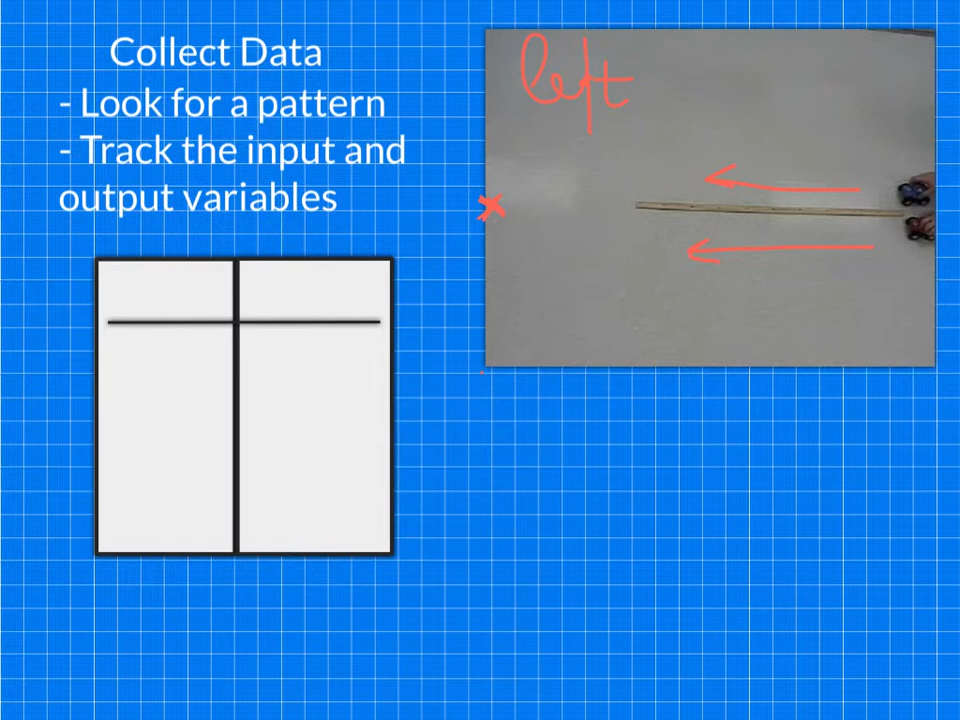 Collect Data
- Look for a pattern
- Track the input and
output variables
left